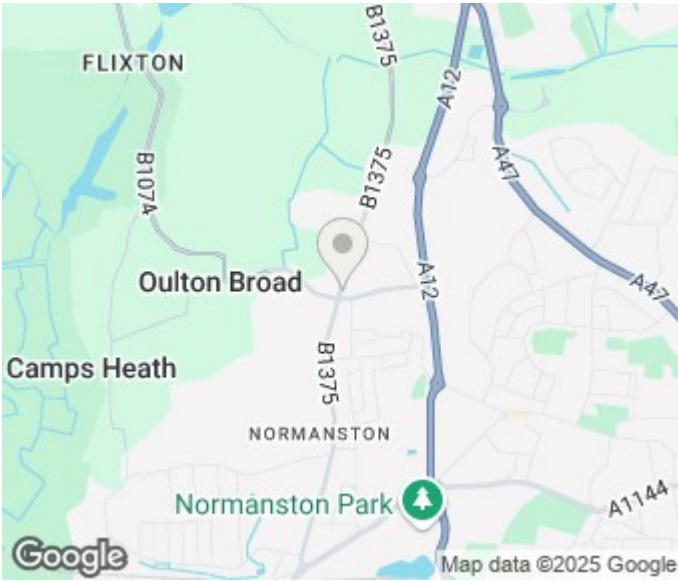 B1375
FLIXTON
A12
B1074
B1375
A47
Oulton Broad
A12
A47
Camps Heath
B1375
NORMANSTON
Normanston Park
A1144
Google
Map data ©2025 Google